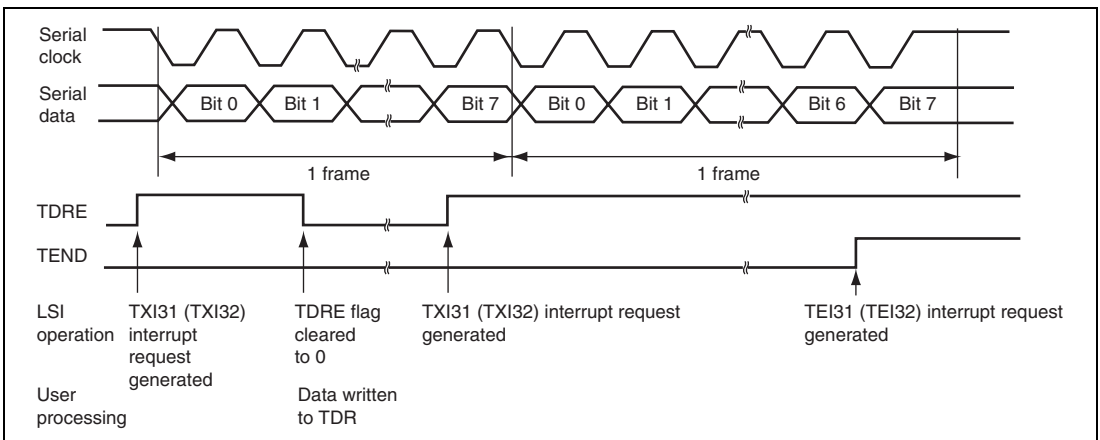 Serial
clock
Serial
data
Bit 0
Bit 1
Bit 7
Bit 0
Bit 1
Bit 6
Bit 7
1 frame
1 frame
TDRE
TEND
LSI
operation
TXI31 (TXI32)
interrupt
request
generated
TDRE flag
cleared
to 0
TXI31 (TXI32) interrupt request
generated
TEI31 (TEI32) interrupt request
generated
User
processing
Data written
to TDR